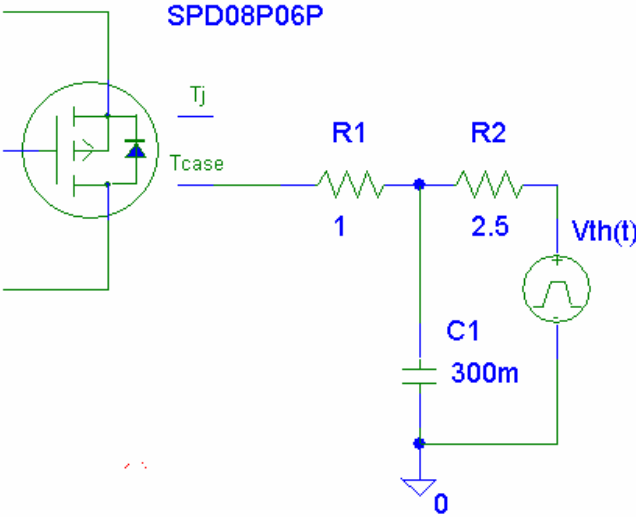 SPD08P06P
Tj
Tcase
R1
R2
1
2.5
Vth(t)
C1
300m
0